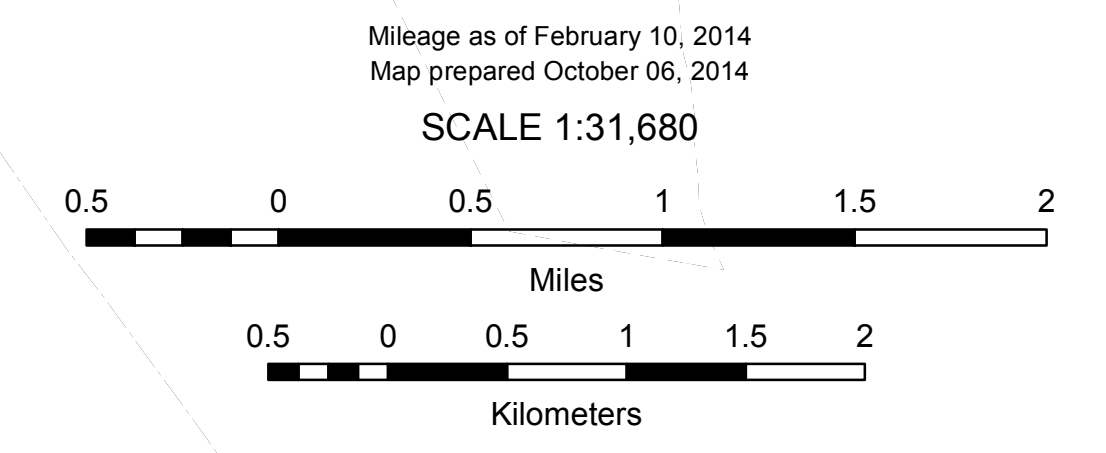 Mileage as of February 10, 2014
Map prepared October 06, 2014
SCALE 1:31,680
0.5 0 0.5 1 1.5 2
Miles
0.5 0 0.5 1 1.5 2
Kilometers